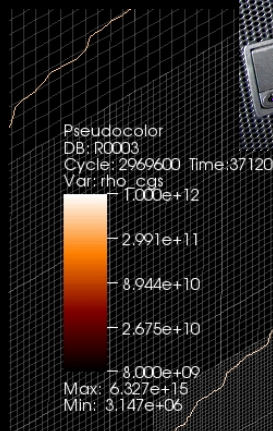 Pseudocolor
DB: R0003
Cycle: 2969600 Time:37120
Var: rho_cgs
1.000e+12
2.991e+11
8.944e+10
2.675e+10
8.000e+09
Max: 6.327e+15
Min: 3.147e+06